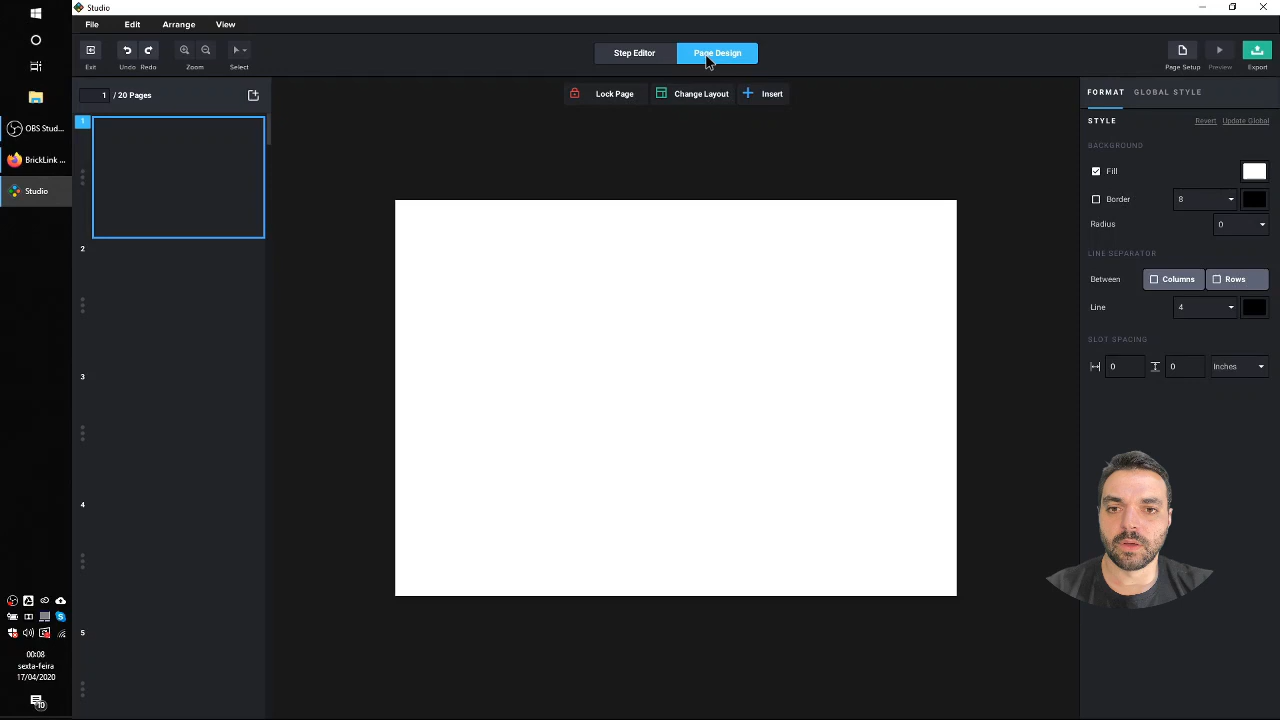 Studio
File Edit Arrange View
Exit Undo Redo Zoom Select
Step Editor Page Design
Page Setup Preview Export
1 / 20 Pages
Lock Page Change Layout Insert
FORMAT GLOBAL STYLE
STYLE Revert Update Global
BACKGROUND
Fill
Border 8
Radius 0
LINE SEPARATOR
Between Columns Rows
Line 4
SLOT SPACING
0 0 Inches
1
2
3
4
5
OBS Stud...
BrickLink ...
Studio
00:08
sexta-feira
17/04/2020
10